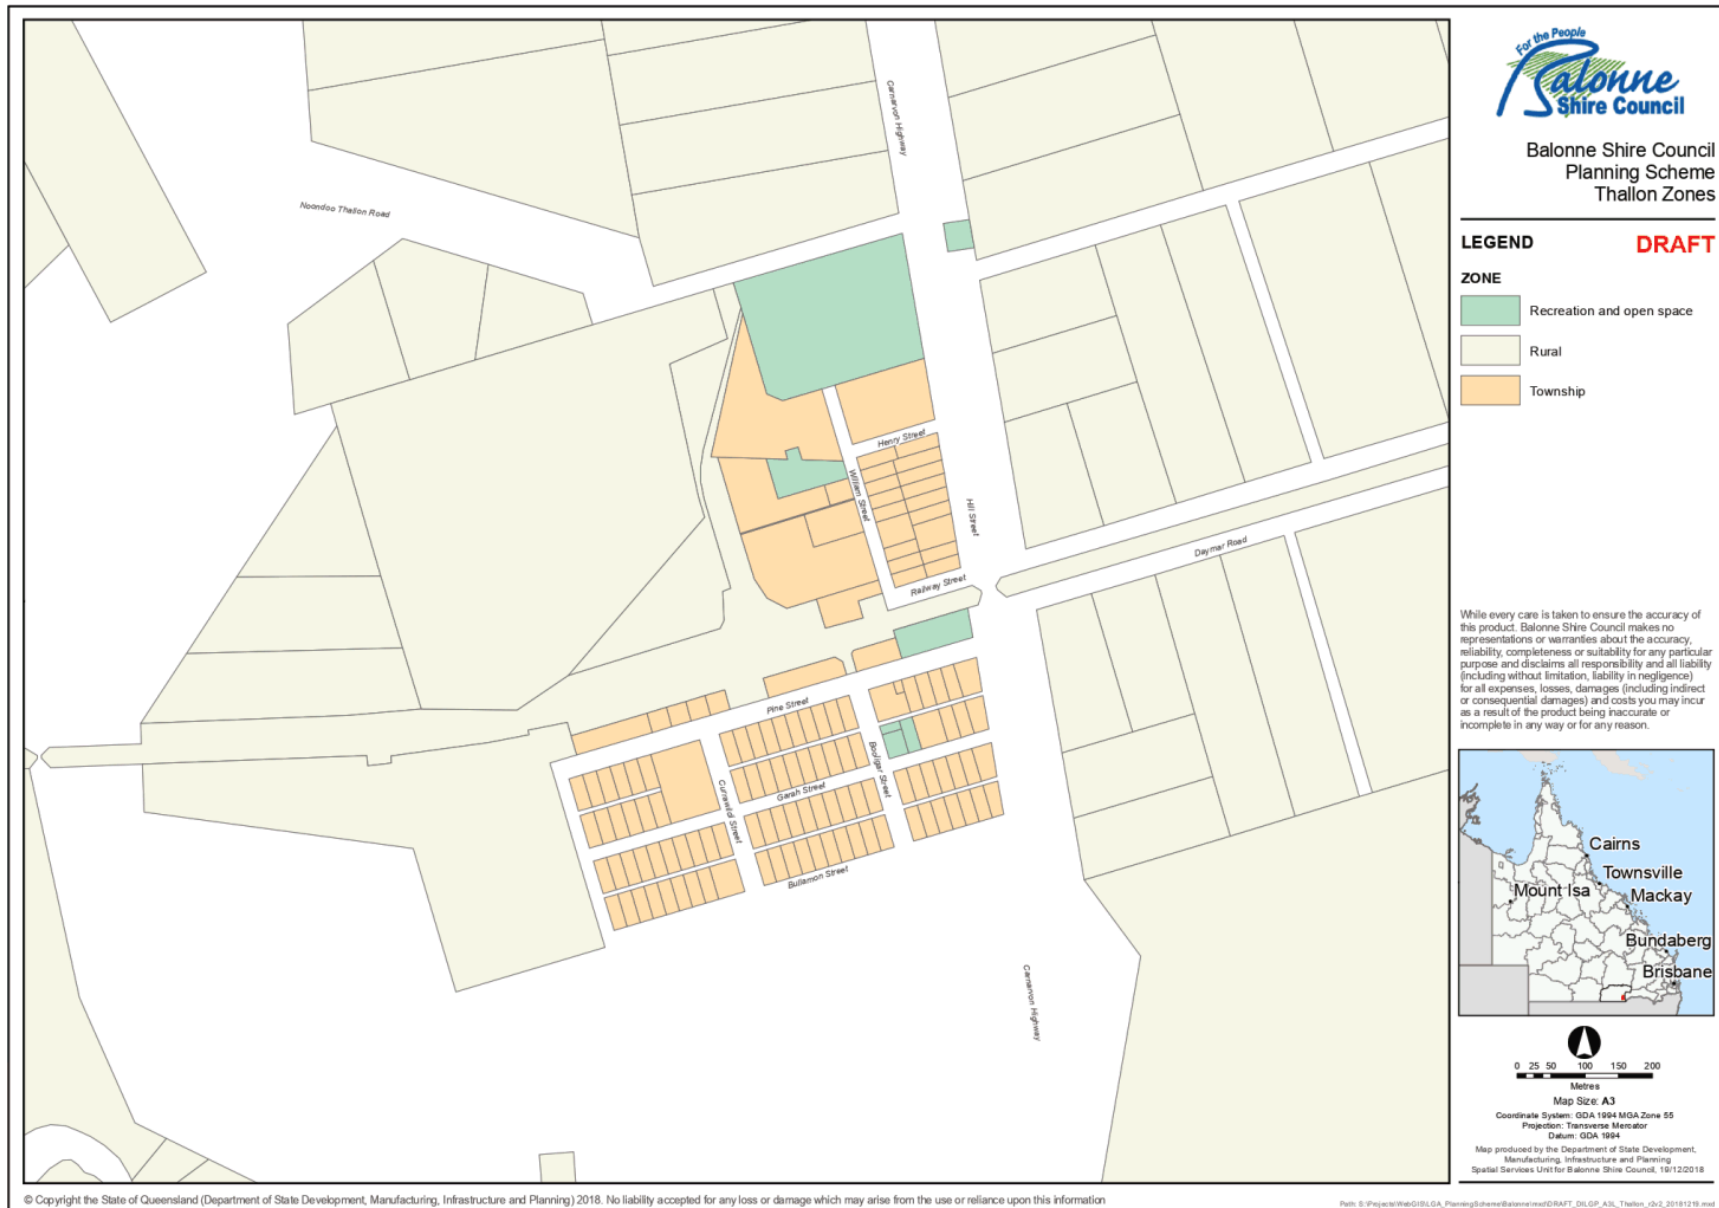 For the People
Balonne
Shire Council
Balonne Shire Council
Planning Scheme
Thallon Zones
LEGEND
DRAFT
ZONE
Recreation and open space
Rural
Township
Carnarvon Highway
Noondoo Thallon Road
Henry Street
William Street
Hill Street
Daymar Road
Railway Street
Pine Street
Booligar Street
Garah Street
Currawildi Street
Bullamon Street
Carnarvon Highway
While every care is taken to ensure the accuracy of
this product. Balonne Shire Council makes no
representations or warranties about the accuracy,
reliability, completeness or suitability for any particular
purpose and disclaims all responsibility and all liability
(including without limitation, liability in negligence)
for all expenses, losses, damages (including indirect
or consequential damages) and costs you may incur
as a result of the product being inaccurate or
incomplete in any way or for any reason.
Cairns
Townsville
Mount Isa
Mackay
Bundaberg
Brisbane
0 25 50 100 150 200
Metres
Map Size: A3
Coordinate System: GDA 1994 MGA Zone 55
Projection: Transverse Mercator
Datum: GDA 1994
Map produced by the Department of State Development,
Manufacturing, Infrastructure and Planning
Spatial Services Unit for Balonne Shire Council, 19/12/2018
© Copyright the State of Queensland (Department of State Development, Manufacturing, Infrastructure and Planning) 2018. No liability accepted for any loss or damage which may arise from the use or reliance upon this information
Path: S:\Projects\WebGIS\LGA_PlanningScheme\Balonne\mxd\DRAFT_DILGP_A3L_Thallon_r2v2_20181219.mxd